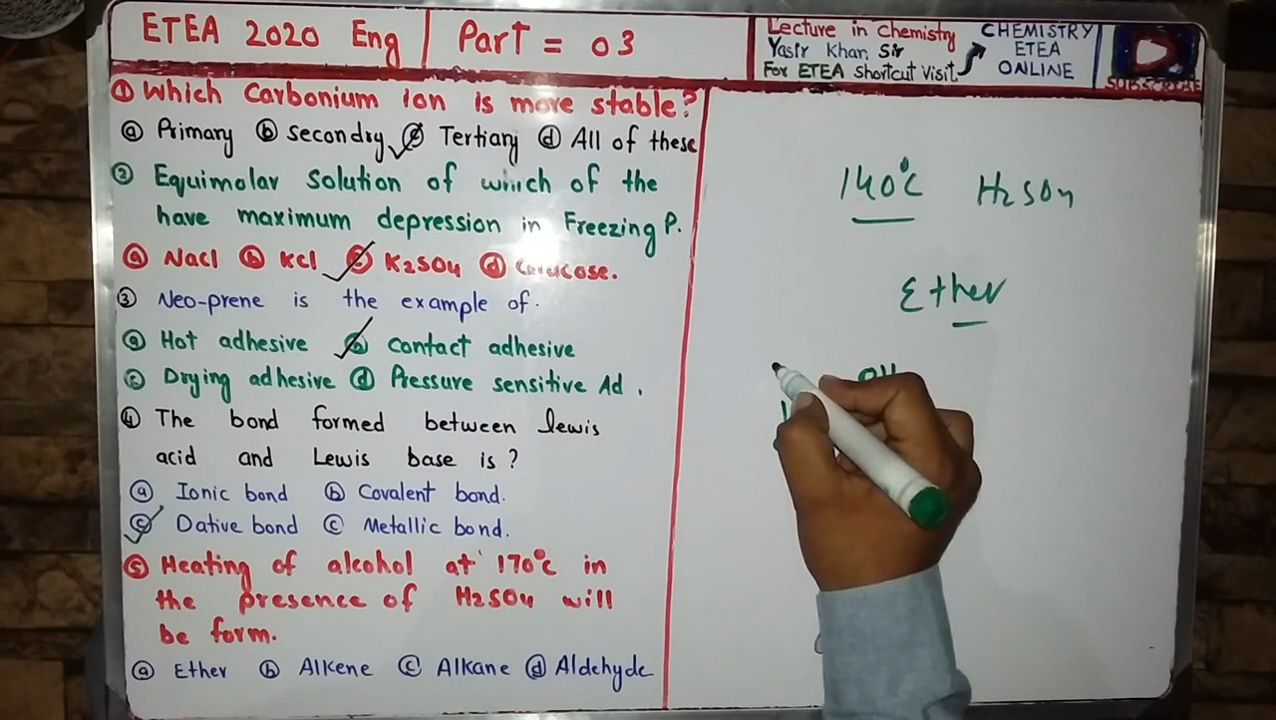 ETEA 2020 Eng
Part = 03
Lecture in Chemistry
Yasir Khan Sir
For ETEA shortcut Visit.
CHEMISTRY
ETEA
ONLINE
SUBSCRIBE
① Which Carbonium ion is more stable?
ⓐ Primary ⓑ secondry ⓒ Tertiary ⓓ All of these
② Equimolar solution of which of the
have maximum depression in Freezing P.
ⓐ Nacl ⓑ Kcl ⓒ K2SO4 ⓓ
③ Neo-prene is the example of.
ⓐ Hot adhesive ⓑ contact adhesive
ⓒ Drying adhesive ⓓ Pressure sensitive Ad.
④ The bond formed between lewis
acid and Lewis base is?
ⓐ Ionic bond ⓑ Covalent bond.
ⓒ Dative bond ⓒ Metallic bond.
⑤ Heating of alcohol at 170°c in
the presence of H2SO4 will
be form.
ⓐ Ether ⓑ Alkene ⓒ Alkane ⓓ Aldehyde
140°C H2SO4
Ether